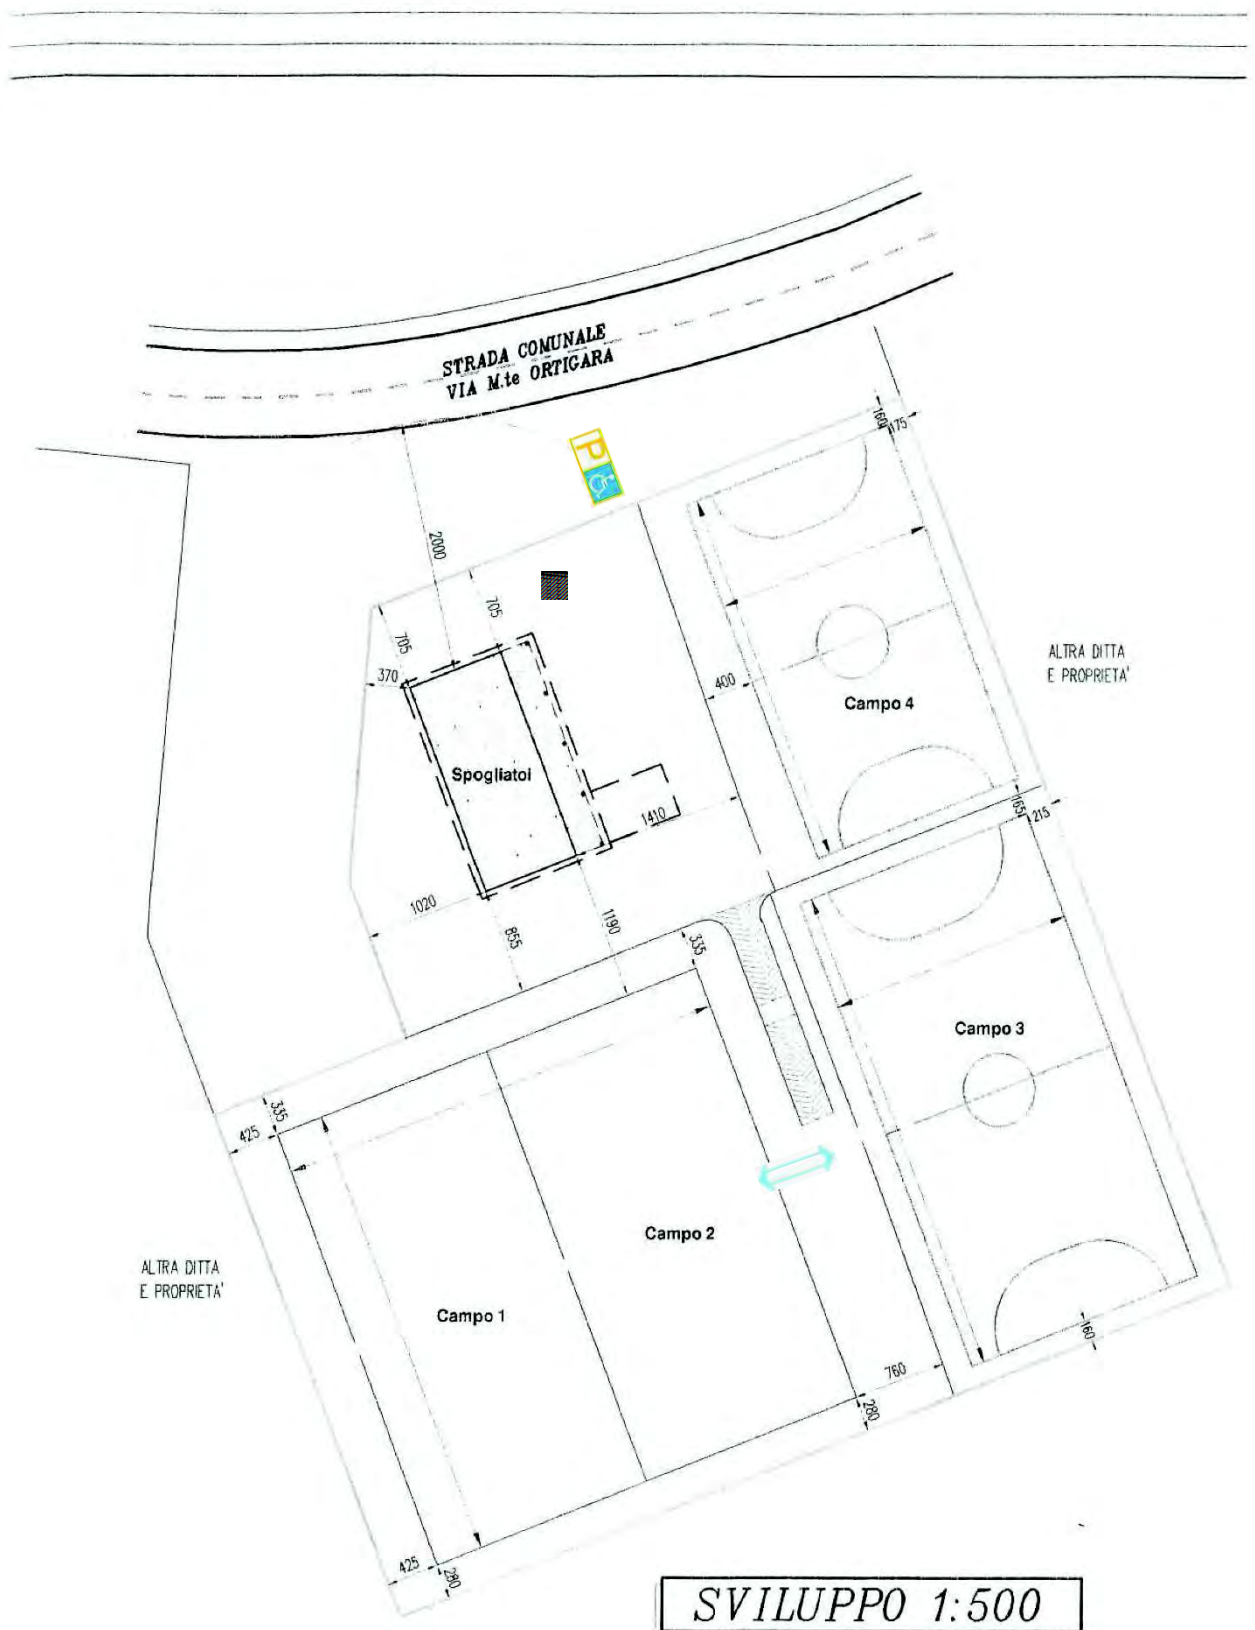 STRADA COMUNALE
VIA M.te ORTIGARA
P
160
175
2000
705
705
370
400
Campo 4
ALTRA DITTA
E PROPRIETA'
Spogliatoi
1410
165
215
1020
855
1190
335
Campo 3
335
425
Campo 2
ALTRA DITTA
E PROPRIETA'
Campo 1
160
760
280
425
280
SVILUPPO 1:500